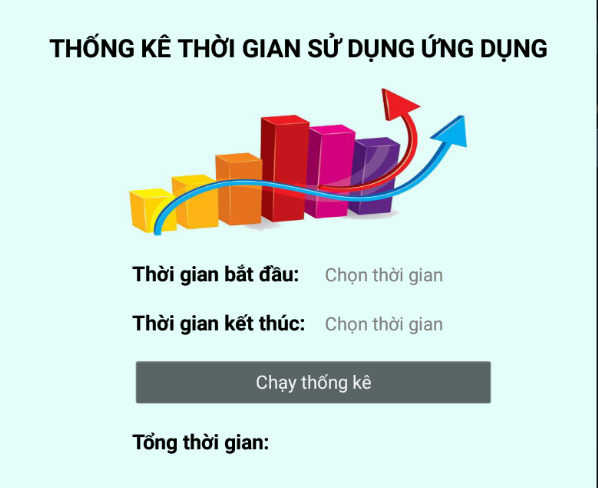 THỐNG KÊ THỜI GIAN SỬ DỤNG ỨNG DỤNG
Thời gian bắt đầu: Chọn thời gian
Thời gian kết thúc: Chọn thời gian
Chạy thống kê
Tổng thời gian: